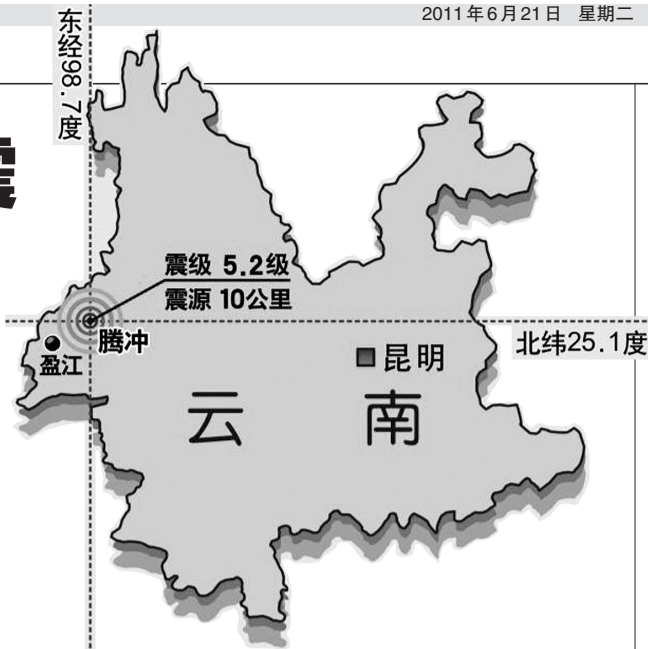 2011年6月21日 星期二
东经98.7度
震
震级 5.2级
震源 10公里
腾冲
北纬25.1度
盈江
昆明
云南